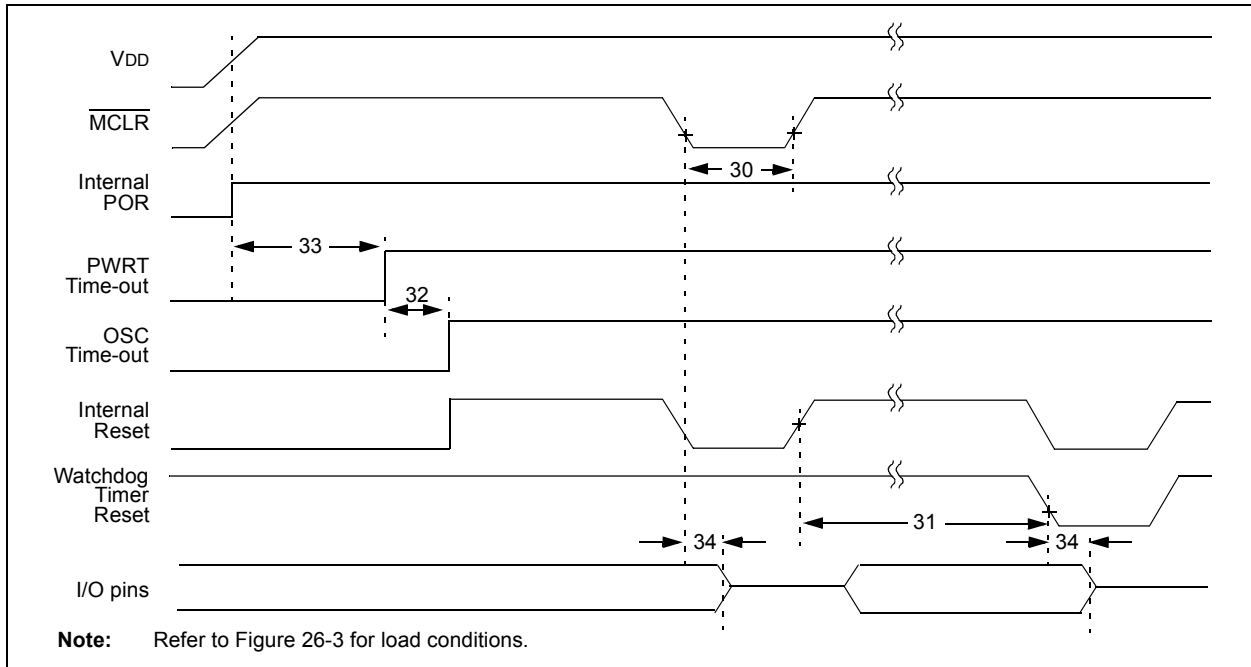 VDD
MCLR
30
Internal
POR
33
PWRT
Time-out
32
OSC
Time-out
Internal
Reset
Watchdog
Timer
Reset
31
34
34
I/O pins
Note: Refer to Figure 26-3 for load conditions.